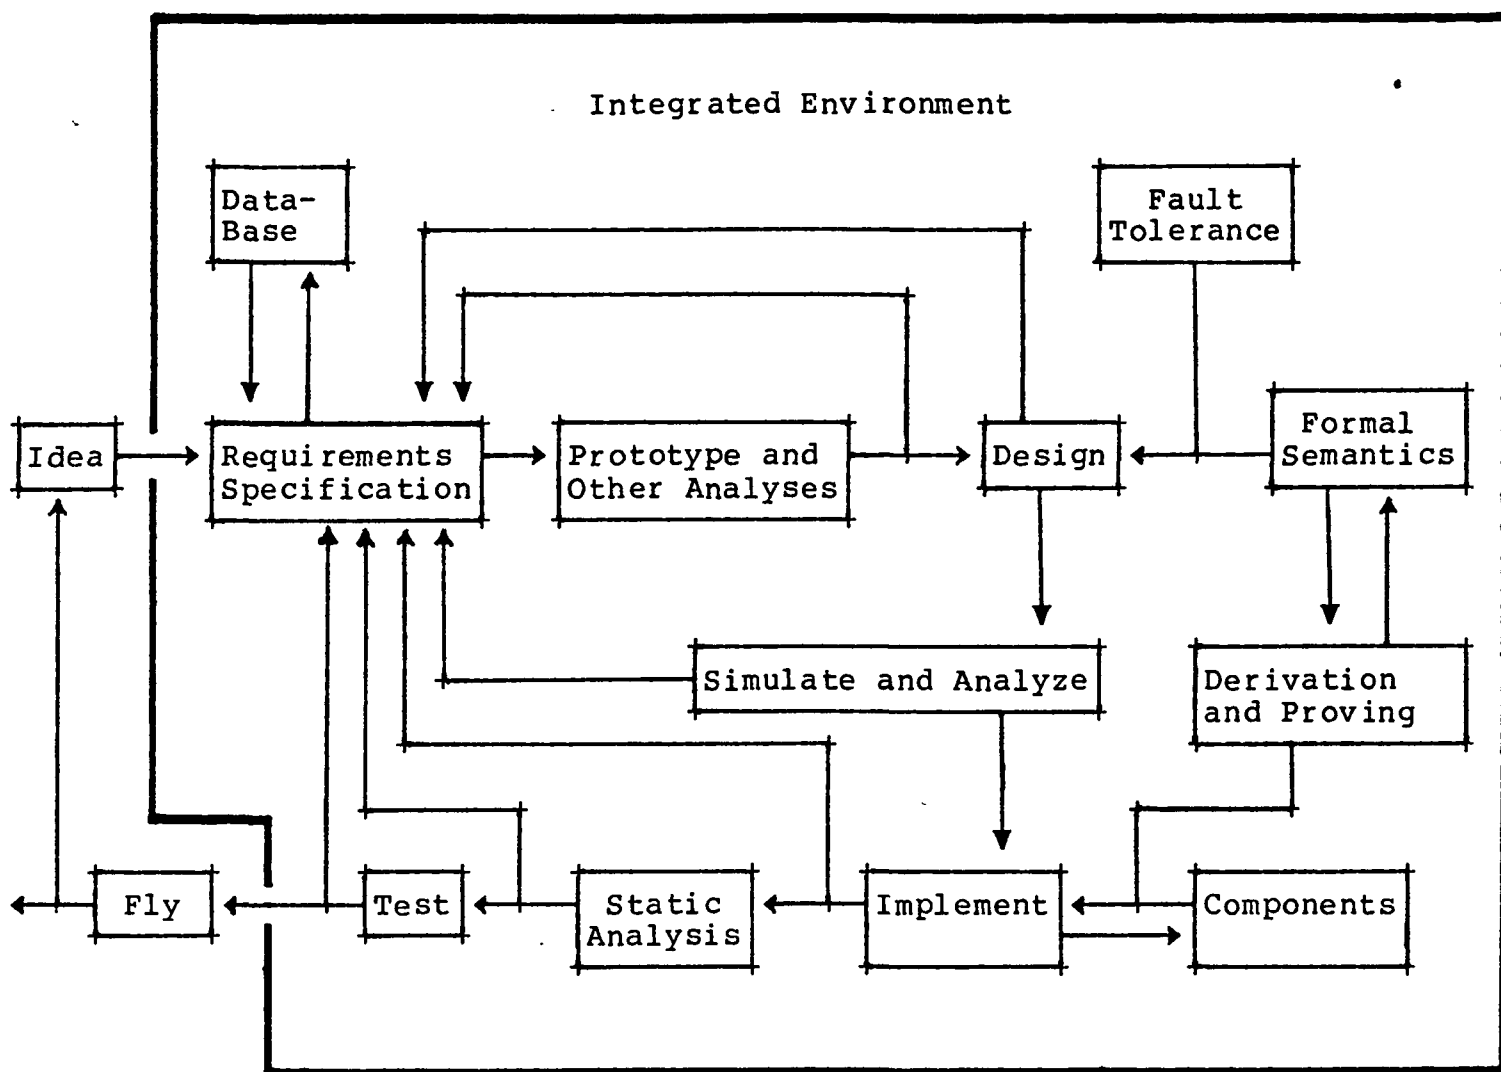 Integrated Environment
Data-
Base
Fault
Tolerance
Idea
Requirements
Specification
Prototype and
Other Analyses
Design
Formal
Semantics
Simulate and Analyze
Derivation
and Proving
Fly
Test
Static
Analysis
Implement
Components